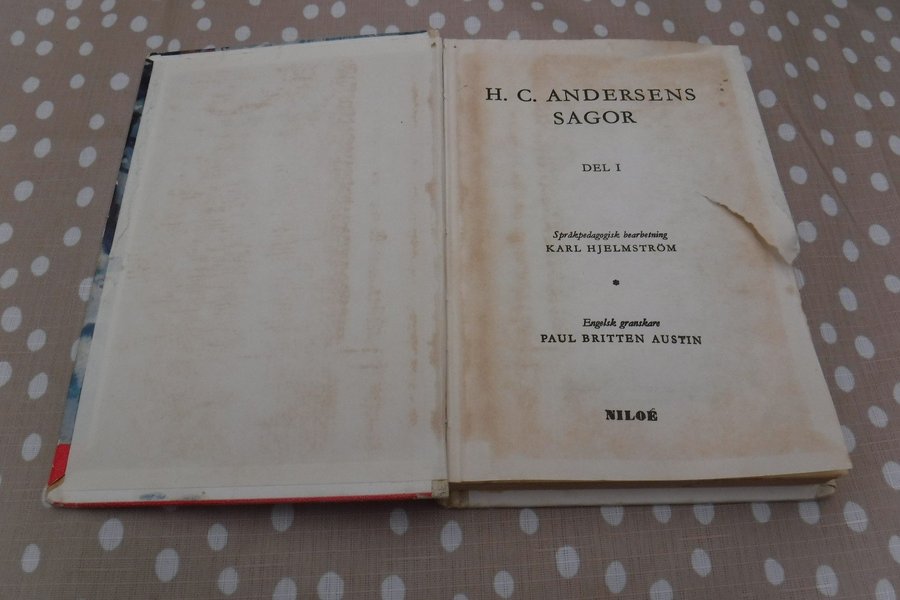 H. C. ANDERSENS
SAGOR
DEL I
Språkpedagogisk bearbetning
KARL HJELMSTRÖM
*
Engelsk granskare
PAUL BRITTEN AUSTIN
NILOÉ